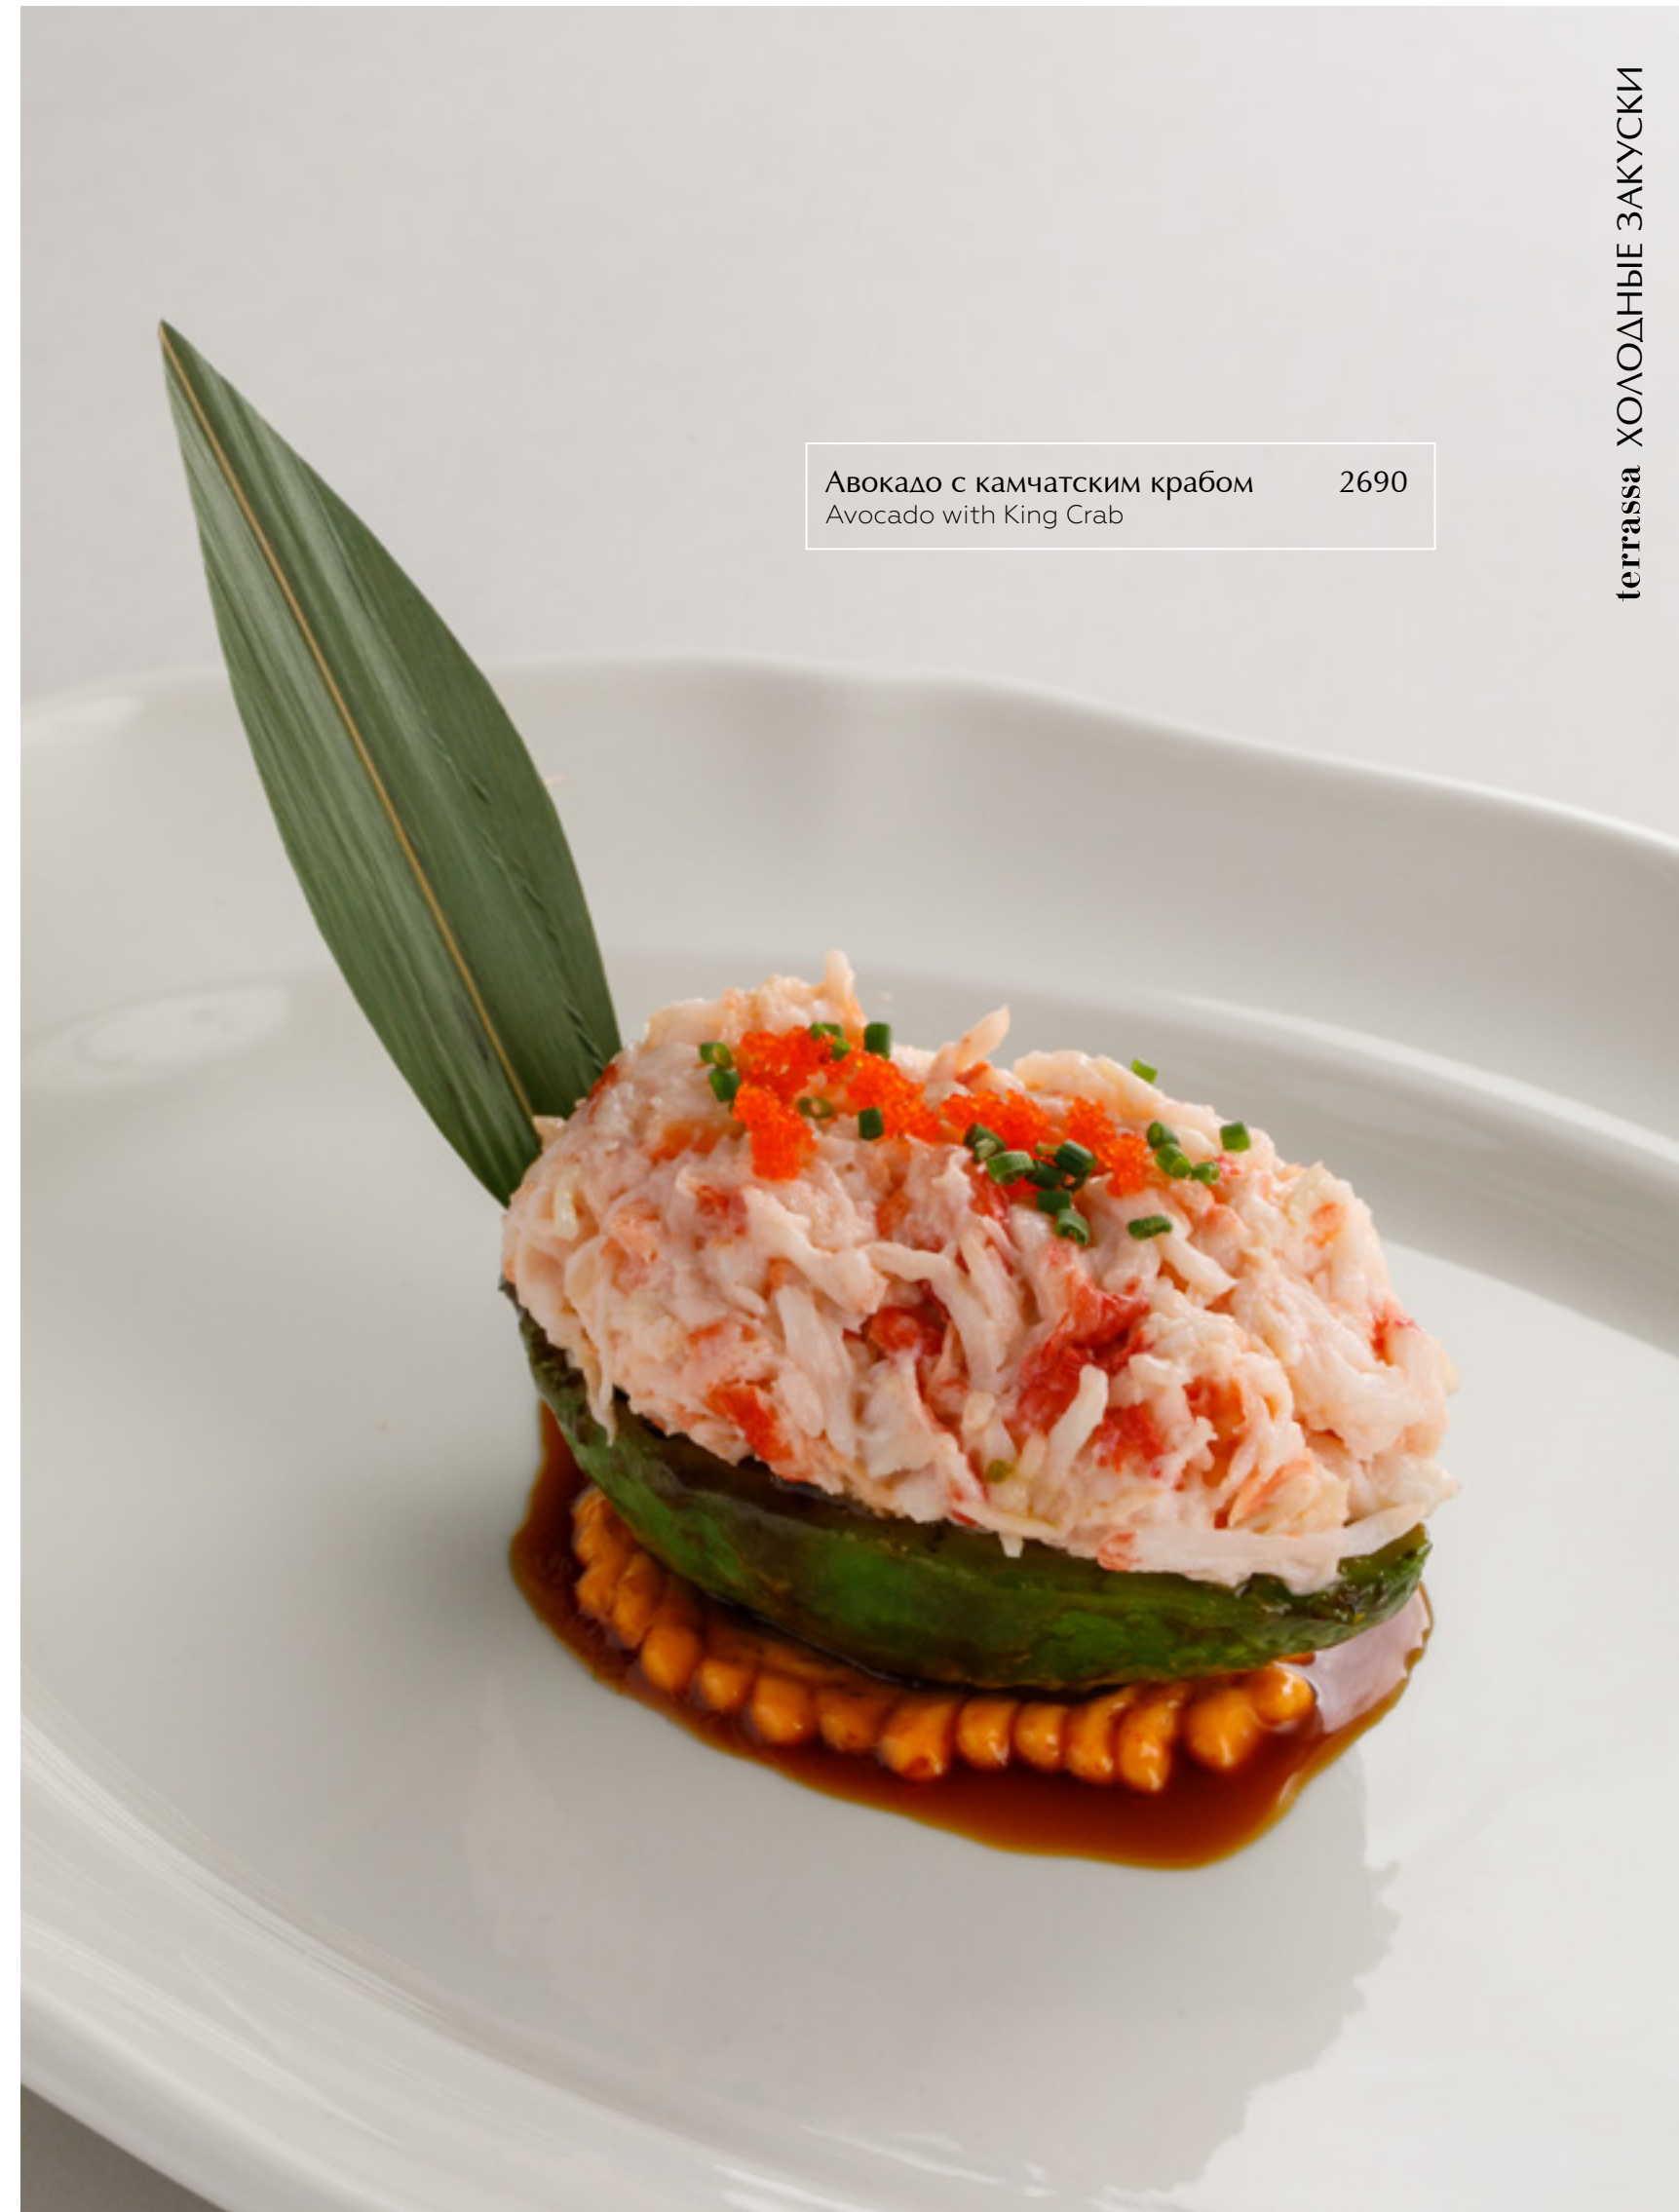 terrassa ХОЛОДНЫЕ ЗАКУСКИ
Авокадо с камчатским крабом 2690
Avocado with King Crab